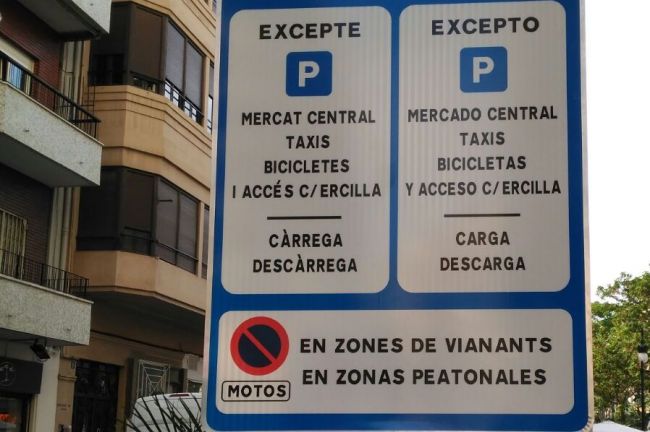 EXCEPTE
P
MERCAT CENTRAL
TAXIS
BICICLETES
I ACCÉS C/ERCILLA
CÀRREGA
DESCÀRREGA
EXCEPTO
P
MERCADO CENTRAL
TAXIS
BICICLETAS
Y ACCESO C/ERCILLA
CARGA
DESCARGA
EN ZONES DE VIANANTS
EN ZONAS PEATONALES
MOTOS